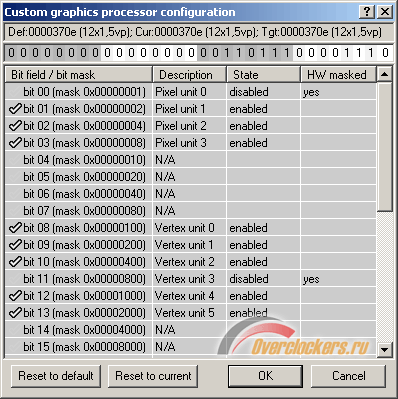 Custom graphics processor configuration
Def:0000370e (12x1,5vp); Cur:0000370e (12x1,5vp); Tgt:0000370e (12x1,5vp)
0 0 0 0 0 0 0 0 0 0 0 0 0 0 0 0 0 0 1 1 0 1 1 1 0 0 0 0 1 1 1 0
Bit field / bit mask Description State HW masked
bit 00 (mask 0x00000001) Pixel unit 0 disabled yes
bit 01 (mask 0x00000002) Pixel unit 1 enabled
bit 02 (mask 0x00000004) Pixel unit 2 enabled
bit 03 (mask 0x00000008) Pixel unit 3 enabled
bit 04 (mask 0x00000010) N/A
bit 05 (mask 0x00000020) N/A
bit 06 (mask 0x00000040) N/A
bit 07 (mask 0x00000080) N/A
bit 08 (mask 0x00000100) Vertex unit 0 enabled
bit 09 (mask 0x00000200) Vertex unit 1 enabled
bit 10 (mask 0x00000400) Vertex unit 2 enabled
bit 11 (mask 0x00000800) Vertex unit 3 disabled yes
bit 12 (mask 0x00001000) Vertex unit 4 enabled
bit 13 (mask 0x00002000) Vertex unit 5 enabled
bit 14 (mask 0x00004000) N/A
bit 15 (mask 0x00008000) N/A
Overclockers.ru
Reset to default Reset to current OK Cancel